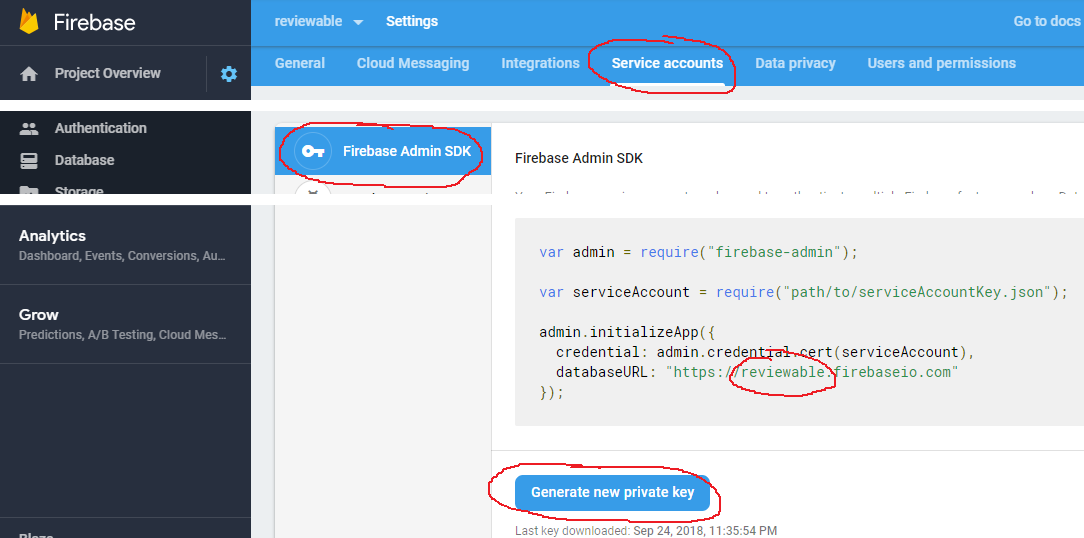 Firebase
reviewable
Settings
Go to docs
Project Overview
General
Cloud Messaging
Integrations
Service accounts
Data privacy
Users and permissions
Authentication
Database
Storage
Firebase Admin SDK
Firebase Admin SDK
Analytics
Dashboard, Events, Conversions, Au...
Grow
Predictions, A/B Testing, Cloud Mes...
var admin = require("firebase-admin");
var serviceAccount = require("path/to/serviceAccountKey.json");
admin.initializeApp({
credential: admin.credential.cert(serviceAccount),
databaseURL: "https://reviewable.firebaseio.com"
});
Generate new private key
Last key downloaded: Sep 24, 2018, 11:35:54 PM